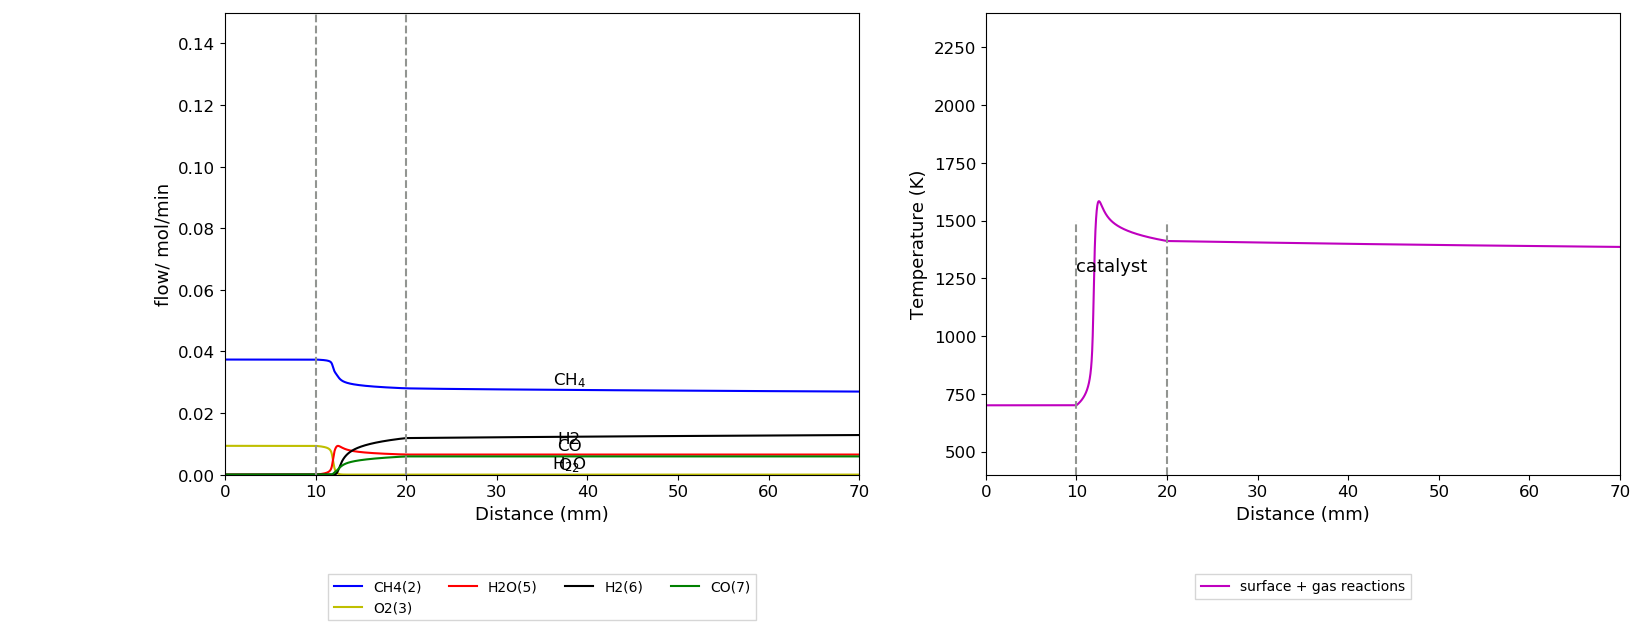 0.14
0.12
0.10
0.08
0.06
0.04
0.02
0.00
flow/ mol/min
0 10 20 30 40 50 60 70
Distance (mm)
CH₄
H2
CO
H₂O
O₂
CH4(2) H2O(5) H2(6) CO(7)
O2(3)
2250
2000
1750
1500
1250
1000
750
500
Temperature (K)
catalyst
0 10 20 30 40 50 60 70
Distance (mm)
surface + gas reactions